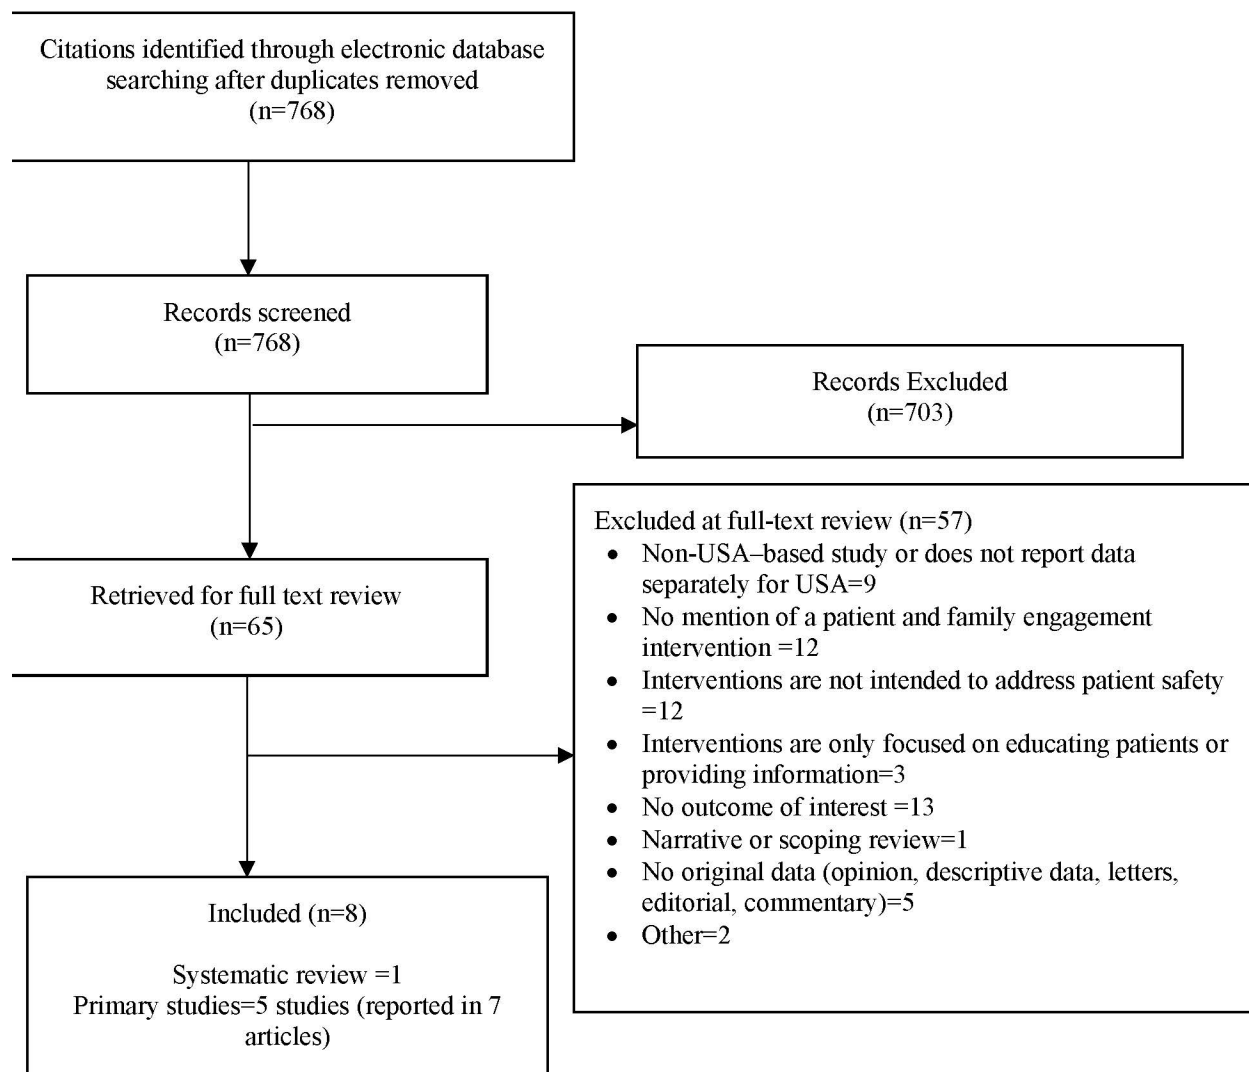 Citations identified through electronic database
searching after duplicates removed
(n=768)
Records screened
(n=768)
Records Excluded
(n=703)
Retrieved for full text review
(n=65)
Excluded at full-text review (n=57)
• Non-USA–based study or does not report data
separately for USA=9
• No mention of a patient and family engagement
intervention =12
• Interventions are not intended to address patient safety
=12
• Interventions are only focused on educating patients or
providing information=3
• No outcome of interest =13
• Narrative or scoping review=1
• No original data (opinion, descriptive data, letters,
editorial, commentary)=5
• Other=2
Included (n=8)
Systematic review =1
Primary studies=5 studies (reported in 7
articles)